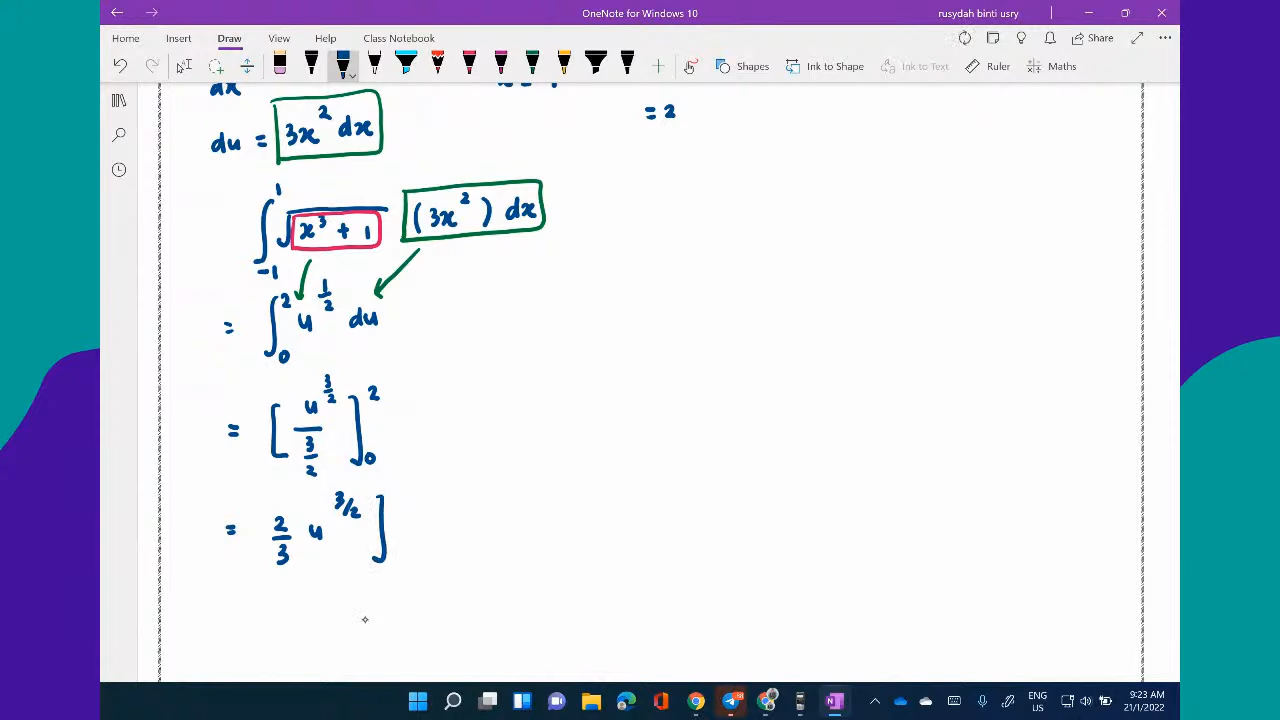 OneNote for Windows 10
rusydah binti usry
Home Insert Draw View Help Class Notebook Share
Shapes Ink to Shape Ink to Text Ruler Maths
dx
= 2
du = 3x² dx
∫₋₁¹ √(x³ + 1) (3x²) dx
= ∫₀² u^(1/2) du
= [ u^(3/2) / (3/2) ]₀²
= 2/3 u^(3/2) ]
ENG
US
9:23 AM
21/1/2022